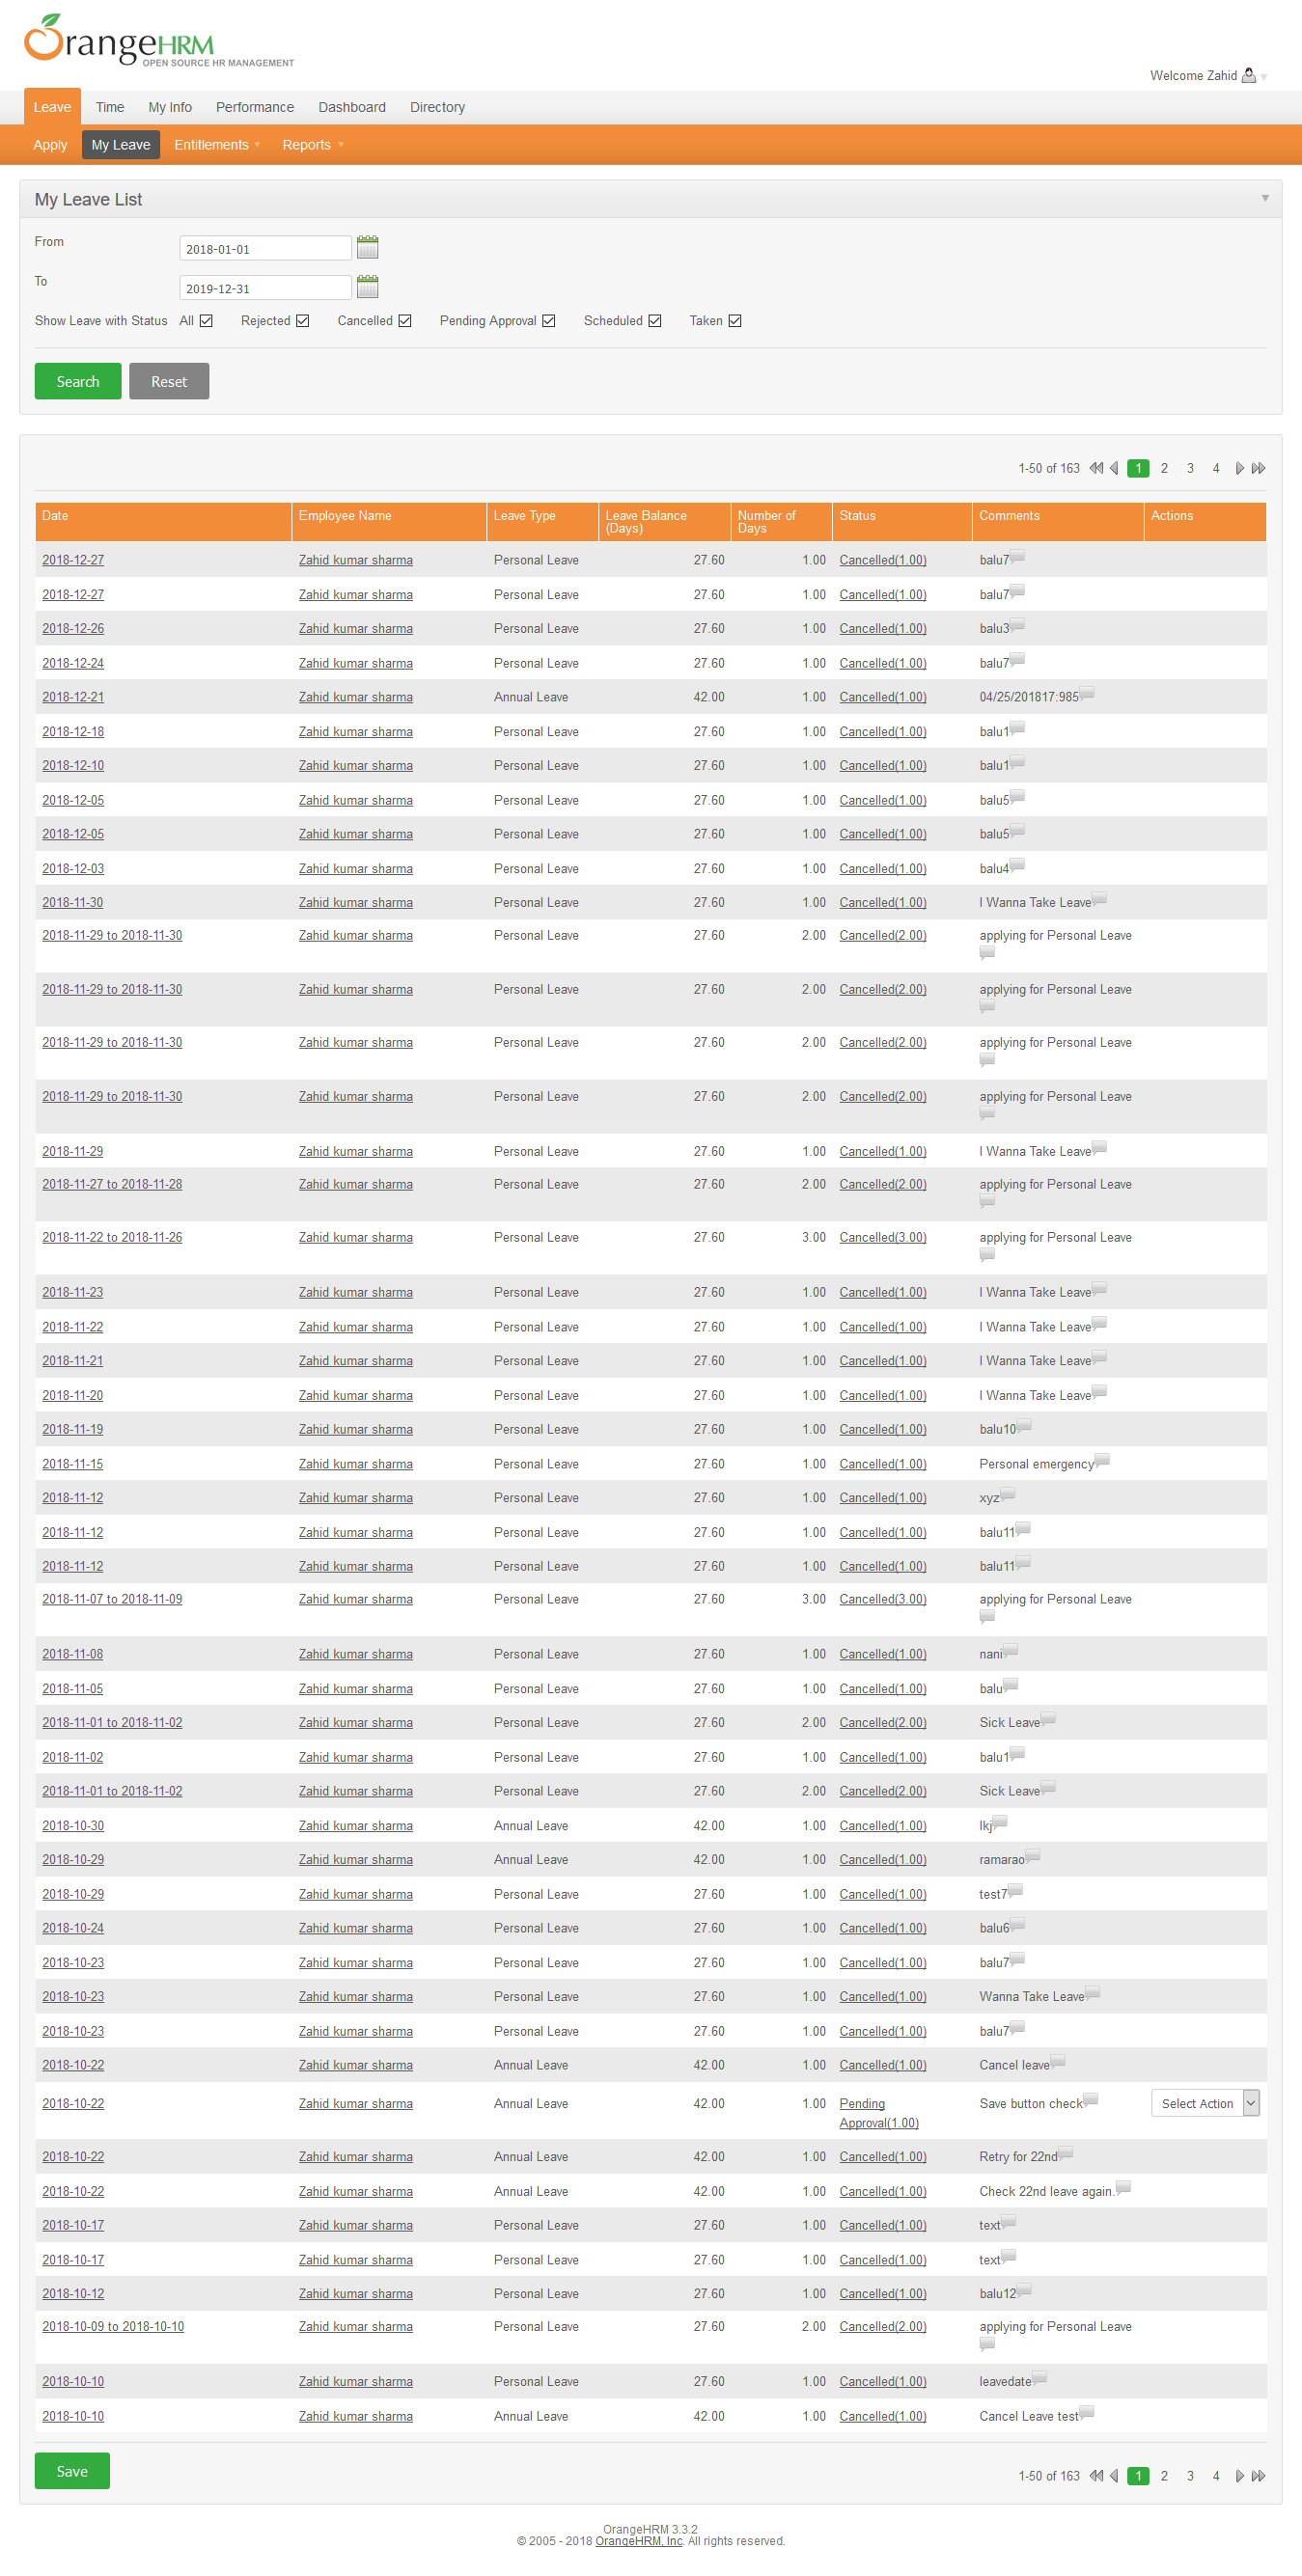 OrangeHRM
OPEN SOURCE HR MANAGEMENT
Welcome Zahid
Leave Time My Info Performance Dashboard Directory
Apply My Leave Entitlements Reports
My Leave List
From 2018-01-01
To 2019-12-31
Show Leave with Status All Rejected Cancelled Pending Approval Scheduled Taken
Search Reset
1-50 of 163 1 2 3 4
Date Employee Name Leave Type Leave Balance (Days) Number of Days Status Comments Actions
2018-12-27 Zahid kumar sharma Personal Leave 27.60 1.00 Cancelled(1.00) balu7
2018-12-27 Zahid kumar sharma Personal Leave 27.60 1.00 Cancelled(1.00) balu7
2018-12-26 Zahid kumar sharma Personal Leave 27.60 1.00 Cancelled(1.00) balu3
2018-12-24 Zahid kumar sharma Personal Leave 27.60 1.00 Cancelled(1.00) balu7
2018-12-21 Zahid kumar sharma Annual Leave 42.00 1.00 Cancelled(1.00) 04/25/201817:985
2018-12-18 Zahid kumar sharma Personal Leave 27.60 1.00 Cancelled(1.00) balu1
2018-12-10 Zahid kumar sharma Personal Leave 27.60 1.00 Cancelled(1.00) balu1
2018-12-05 Zahid kumar sharma Personal Leave 27.60 1.00 Cancelled(1.00) balu5
2018-12-05 Zahid kumar sharma Personal Leave 27.60 1.00 Cancelled(1.00) balu5
2018-12-03 Zahid kumar sharma Personal Leave 27.60 1.00 Cancelled(1.00) balu4
2018-11-30 Zahid kumar sharma Personal Leave 27.60 1.00 Cancelled(1.00) I Wanna Take Leave
2018-11-29 to 2018-11-30 Zahid kumar sharma Personal Leave 27.60 2.00 Cancelled(2.00) applying for Personal Leave
2018-11-29 to 2018-11-30 Zahid kumar sharma Personal Leave 27.60 2.00 Cancelled(2.00) applying for Personal Leave
2018-11-29 to 2018-11-30 Zahid kumar sharma Personal Leave 27.60 2.00 Cancelled(2.00) applying for Personal Leave
2018-11-29 to 2018-11-30 Zahid kumar sharma Personal Leave 27.60 2.00 Cancelled(2.00) applying for Personal Leave
2018-11-29 Zahid kumar sharma Personal Leave 27.60 1.00 Cancelled(1.00) I Wanna Take Leave
2018-11-27 to 2018-11-28 Zahid kumar sharma Personal Leave 27.60 2.00 Cancelled(2.00) applying for Personal Leave
2018-11-22 to 2018-11-26 Zahid kumar sharma Personal Leave 27.60 3.00 Cancelled(3.00) applying for Personal Leave
2018-11-23 Zahid kumar sharma Personal Leave 27.60 1.00 Cancelled(1.00) I Wanna Take Leave
2018-11-22 Zahid kumar sharma Personal Leave 27.60 1.00 Cancelled(1.00) I Wanna Take Leave
2018-11-21 Zahid kumar sharma Personal Leave 27.60 1.00 Cancelled(1.00) I Wanna Take Leave
2018-11-20 Zahid kumar sharma Personal Leave 27.60 1.00 Cancelled(1.00) I Wanna Take Leave
2018-11-19 Zahid kumar sharma Personal Leave 27.60 1.00 Cancelled(1.00) balu10
2018-11-15 Zahid kumar sharma Personal Leave 27.60 1.00 Cancelled(1.00) Personal emergency
2018-11-12 Zahid kumar sharma Personal Leave 27.60 1.00 Cancelled(1.00) xyz
2018-11-12 Zahid kumar sharma Personal Leave 27.60 1.00 Cancelled(1.00) balu11
2018-11-12 Zahid kumar sharma Personal Leave 27.60 1.00 Cancelled(1.00) balu11
2018-11-07 to 2018-11-09 Zahid kumar sharma Personal Leave 27.60 3.00 Cancelled(3.00) applying for Personal Leave
2018-11-08 Zahid kumar sharma Personal Leave 27.60 1.00 Cancelled(1.00) nani
2018-11-05 Zahid kumar sharma Personal Leave 27.60 1.00 Cancelled(1.00) balu
2018-11-01 to 2018-11-02 Zahid kumar sharma Personal Leave 27.60 2.00 Cancelled(2.00) Sick Leave
2018-11-02 Zahid kumar sharma Personal Leave 27.60 1.00 Cancelled(1.00) balu1
2018-11-01 to 2018-11-02 Zahid kumar sharma Personal Leave 27.60 2.00 Cancelled(2.00) Sick Leave
2018-10-30 Zahid kumar sharma Annual Leave 42.00 1.00 Cancelled(1.00) lkj
2018-10-29 Zahid kumar sharma Annual Leave 42.00 1.00 Cancelled(1.00) ramarao
2018-10-29 Zahid kumar sharma Personal Leave 27.60 1.00 Cancelled(1.00) test7
2018-10-24 Zahid kumar sharma Personal Leave 27.60 1.00 Cancelled(1.00) balu6
2018-10-23 Zahid kumar sharma Personal Leave 27.60 1.00 Cancelled(1.00) balu7
2018-10-23 Zahid kumar sharma Personal Leave 27.60 1.00 Cancelled(1.00) Wanna Take Leave
2018-10-23 Zahid kumar sharma Personal Leave 27.60 1.00 Cancelled(1.00) balu7
2018-10-22 Zahid kumar sharma Annual Leave 42.00 1.00 Cancelled(1.00) Cancel leave
2018-10-22 Zahid kumar sharma Annual Leave 42.00 1.00 Pending Approval(1.00) Save button check Select Action
2018-10-22 Zahid kumar sharma Annual Leave 42.00 1.00 Cancelled(1.00) Retry for 22nd
2018-10-22 Zahid kumar sharma Annual Leave 42.00 1.00 Cancelled(1.00) Check 22nd leave again.
2018-10-17 Zahid kumar sharma Personal Leave 27.60 1.00 Cancelled(1.00) text
2018-10-17 Zahid kumar sharma Personal Leave 27.60 1.00 Cancelled(1.00) text
2018-10-12 Zahid kumar sharma Personal Leave 27.60 1.00 Cancelled(1.00) balu12
2018-10-09 to 2018-10-10 Zahid kumar sharma Personal Leave 27.60 2.00 Cancelled(2.00) applying for Personal Leave
2018-10-10 Zahid kumar sharma Personal Leave 27.60 1.00 Cancelled(1.00) leavedate
2018-10-10 Zahid kumar sharma Annual Leave 42.00 1.00 Cancelled(1.00) Cancel Leave test
Save 1-50 of 163 1 2 3 4
OrangeHRM 3.3.2
© 2005 - 2018 OrangeHRM, Inc. All rights reserved.